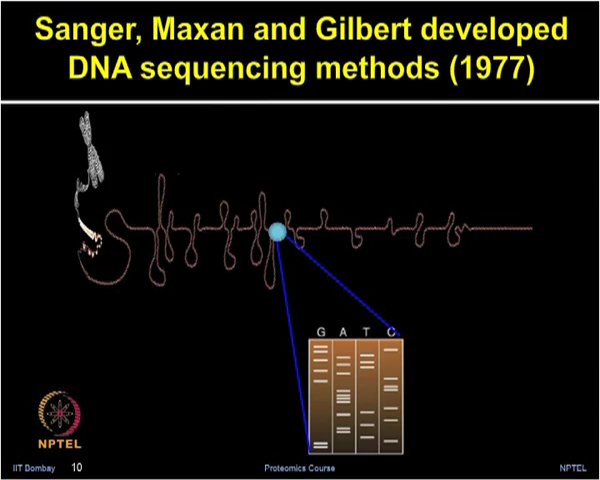 Sanger, Maxan and Gilbert developed
DNA sequencing methods (1977)
G A T C
NPTEL
IIT Bombay 10 Proteomics Course NPTEL